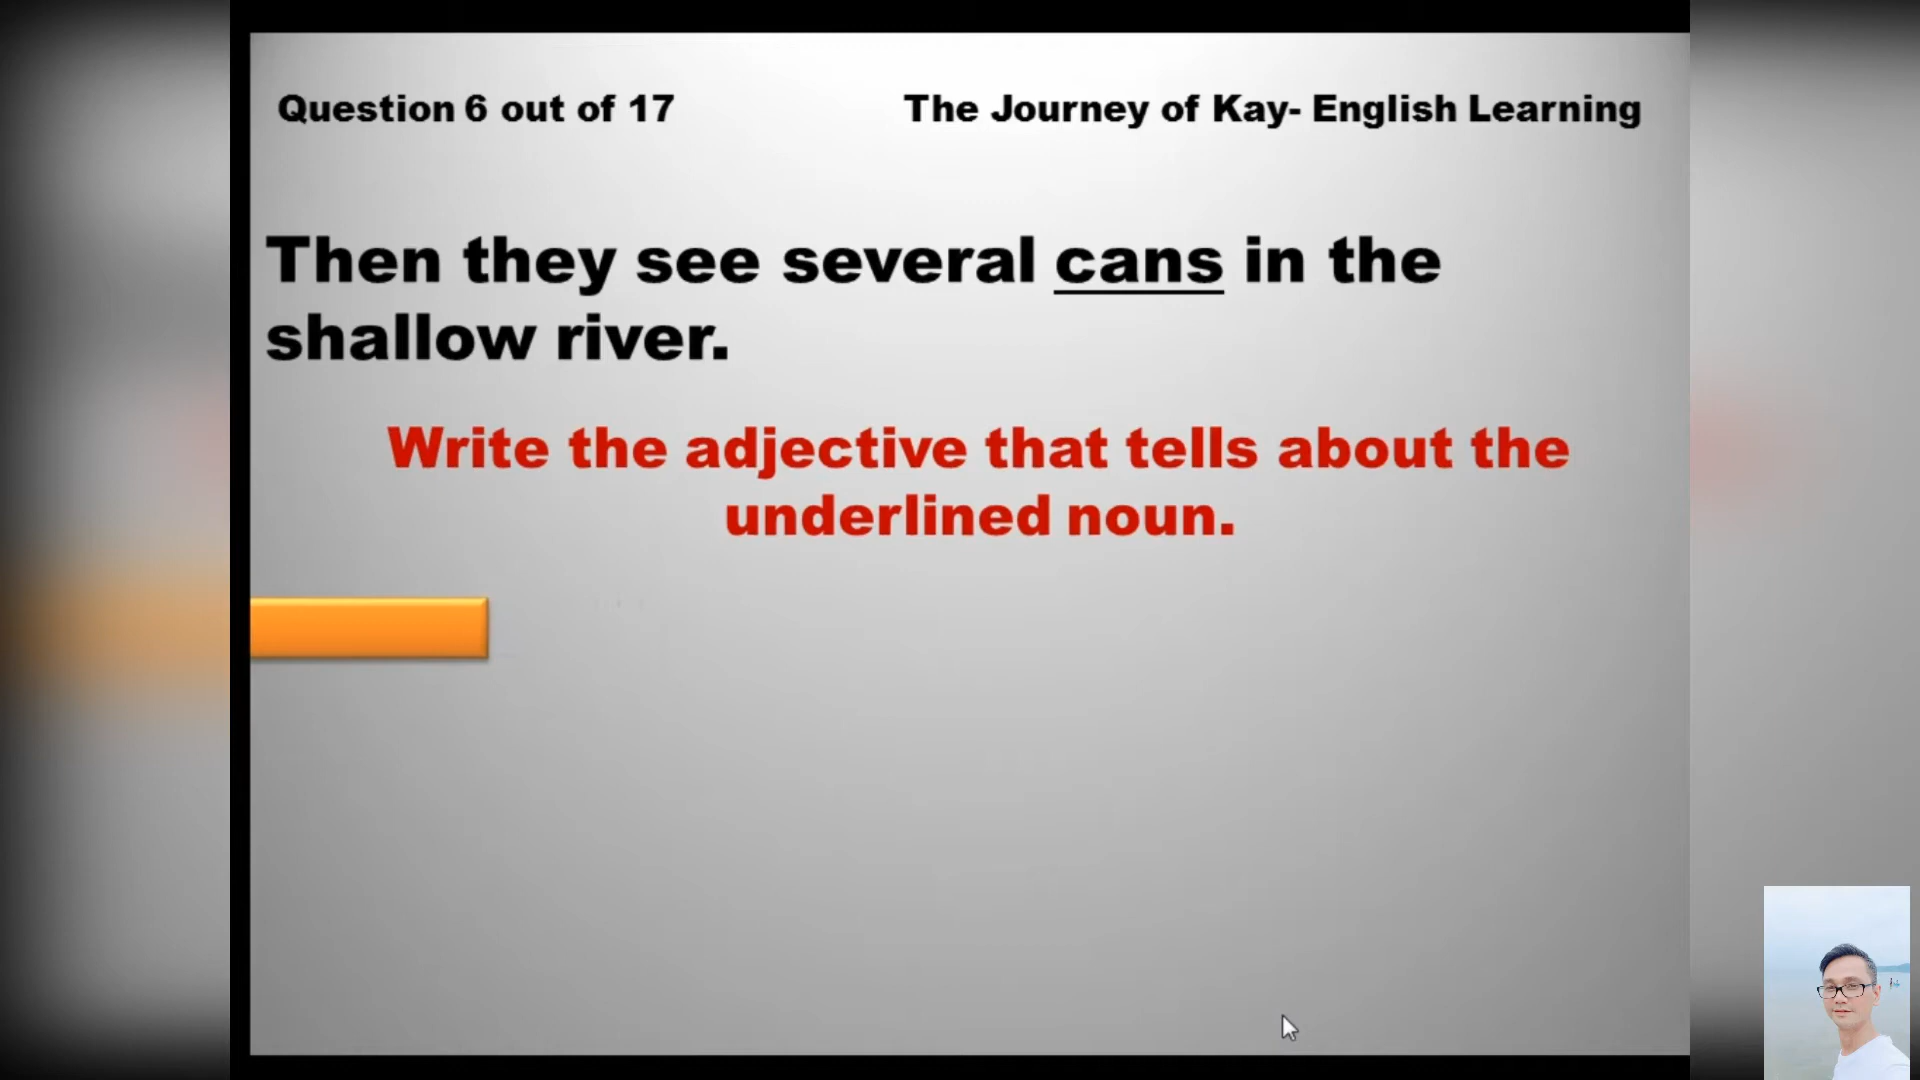 Question 6 out of 17
The Journey of Kay- English Learning
Then they see several cans in the
shallow river.
Write the adjective that tells about the
underlined noun.